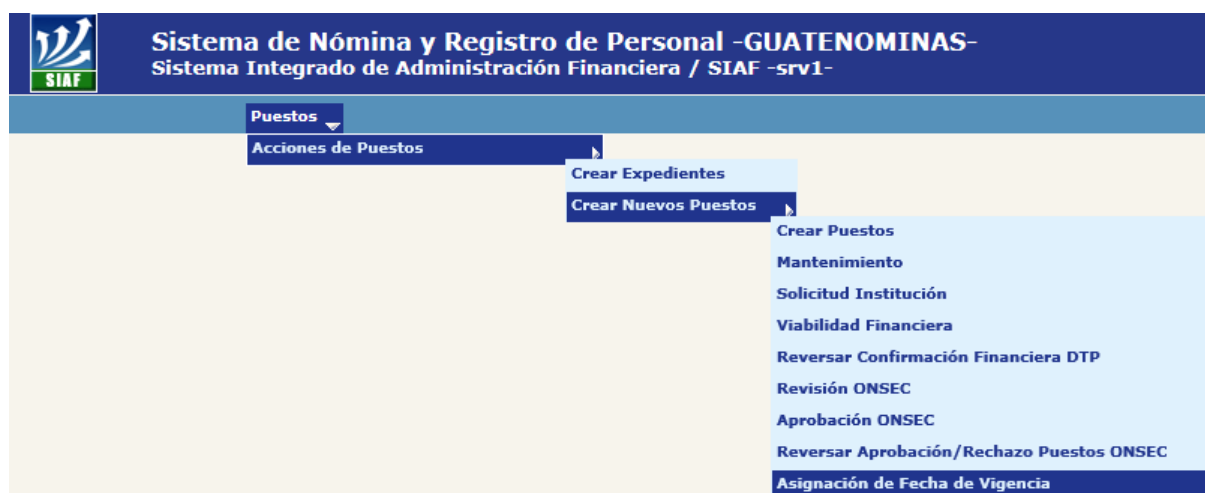 SIAF
Sistema de Nómina y Registro de Personal -GUATENOMINAS-
Sistema Integrado de Administración Financiera / SIAF -srv1-
Puestos
Acciones de Puestos
Crear Expedientes
Crear Nuevos Puestos
Crear Puestos
Mantenimiento
Solicitud Institución
Viabilidad Financiera
Reversar Confirmación Financiera DTP
Revisión ONSEC
Aprobación ONSEC
Reversar Aprobación/Rechazo Puestos ONSEC
Asignación de Fecha de Vigencia